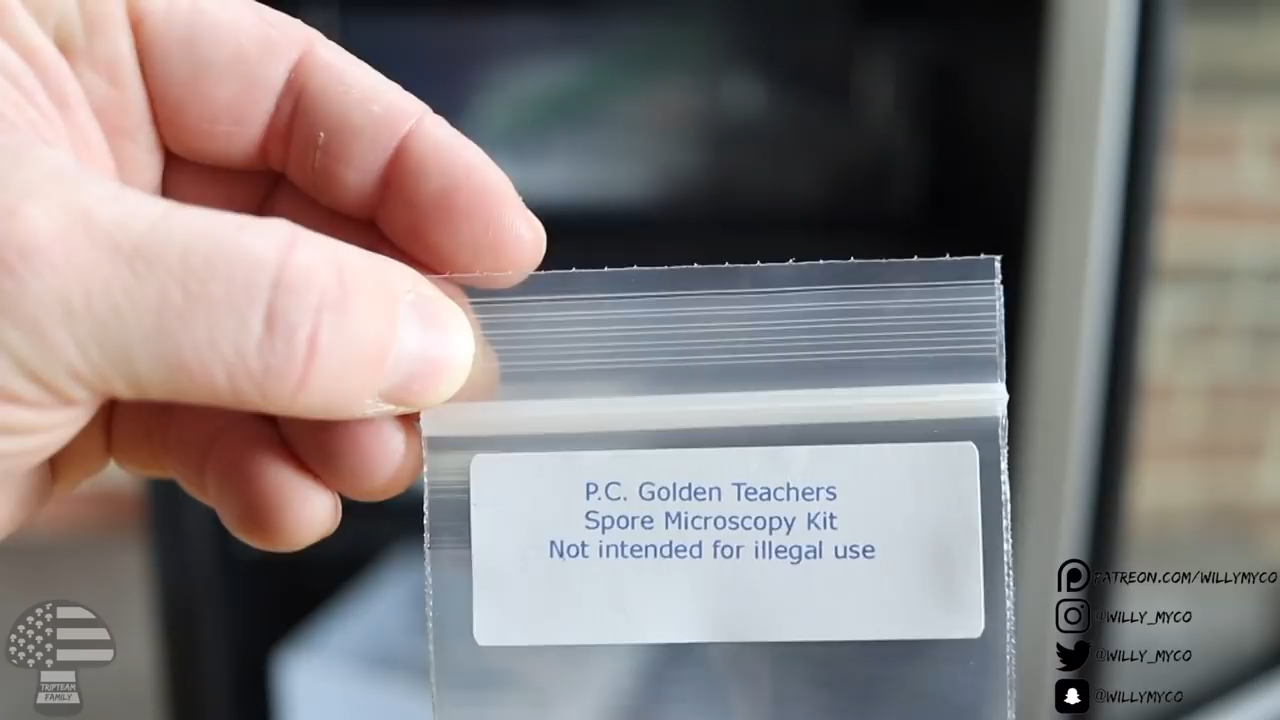 P.C. Golden Teachers
Spore Microscopy Kit
Not intended for illegal use
PATREON.COM/WILLYMYCO
@WILLY_MYCO
@WILLY_MYCO
@WILLYMYCO
TRIPTEAM
FAMILY